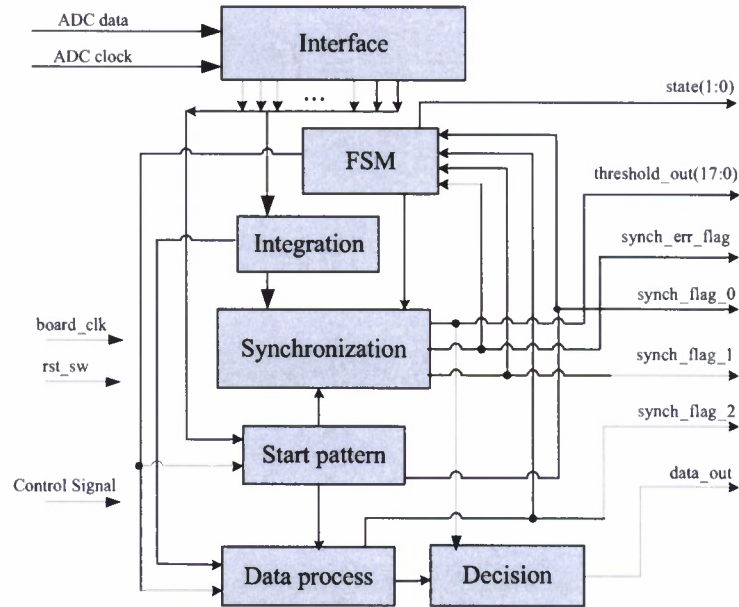 ADC data
Interface
ADC clock
...
state(1:0)
FSM
threshold_out(17:0)
Integration
synch_err_flag
board_clk
Synchronization
synch_flag_0
rst_sw
synch_flag_1
Start pattern
synch_flag_2
Control Signal
data_out
Data process
Decision